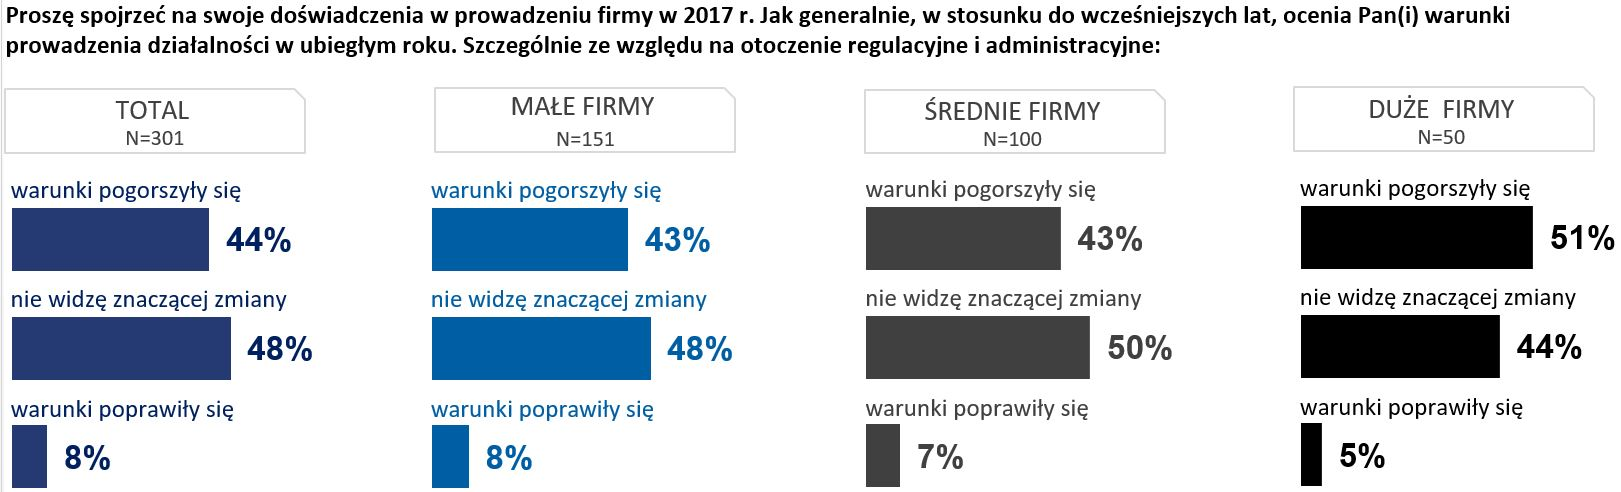 Proszę spojrzeć na swoje doświadczenia w prowadzeniu firmy w 2017 r. Jak generalnie, w stosunku do wcześniejszych lat, ocenia Pan(i) warunki
prowadzenia działalności w ubiegłym roku. Szczególnie ze względu na otoczenie regulacyjne i administracyjne:
TOTAL
N=301
warunki pogorszyły się
44%
nie widzę znaczącej zmiany
48%
warunki poprawiły się
8%
MAŁE FIRMY
N=151
warunki pogorszyły się
43%
nie widzę znaczącej zmiany
48%
warunki poprawiły się
8%
ŚREDNIE FIRMY
N=100
warunki pogorszyły się
43%
nie widzę znaczącej zmiany
50%
warunki poprawiły się
7%
DUŻE FIRMY
N=50
warunki pogorszyły się
51%
nie widzę znaczącej zmiany
44%
warunki poprawiły się
5%